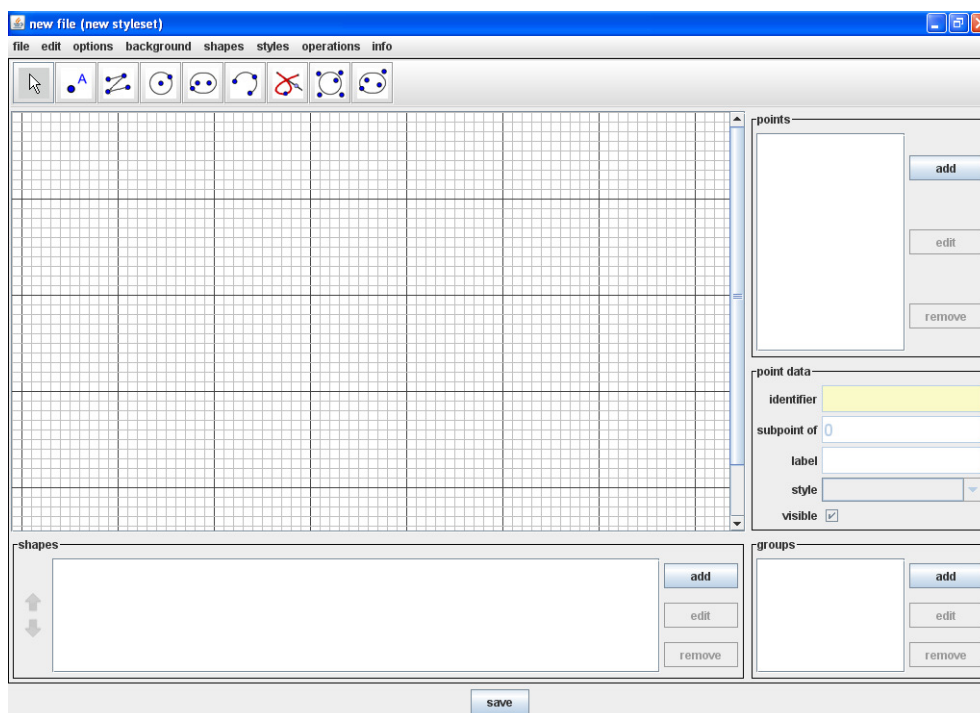 new file (new styleset)
file edit options background shapes styles operations info
A
points
add
edit
remove
point data
identifier
subpoint of 0
label
style
visible
shapes
add
edit
remove
groups
add
edit
remove
save